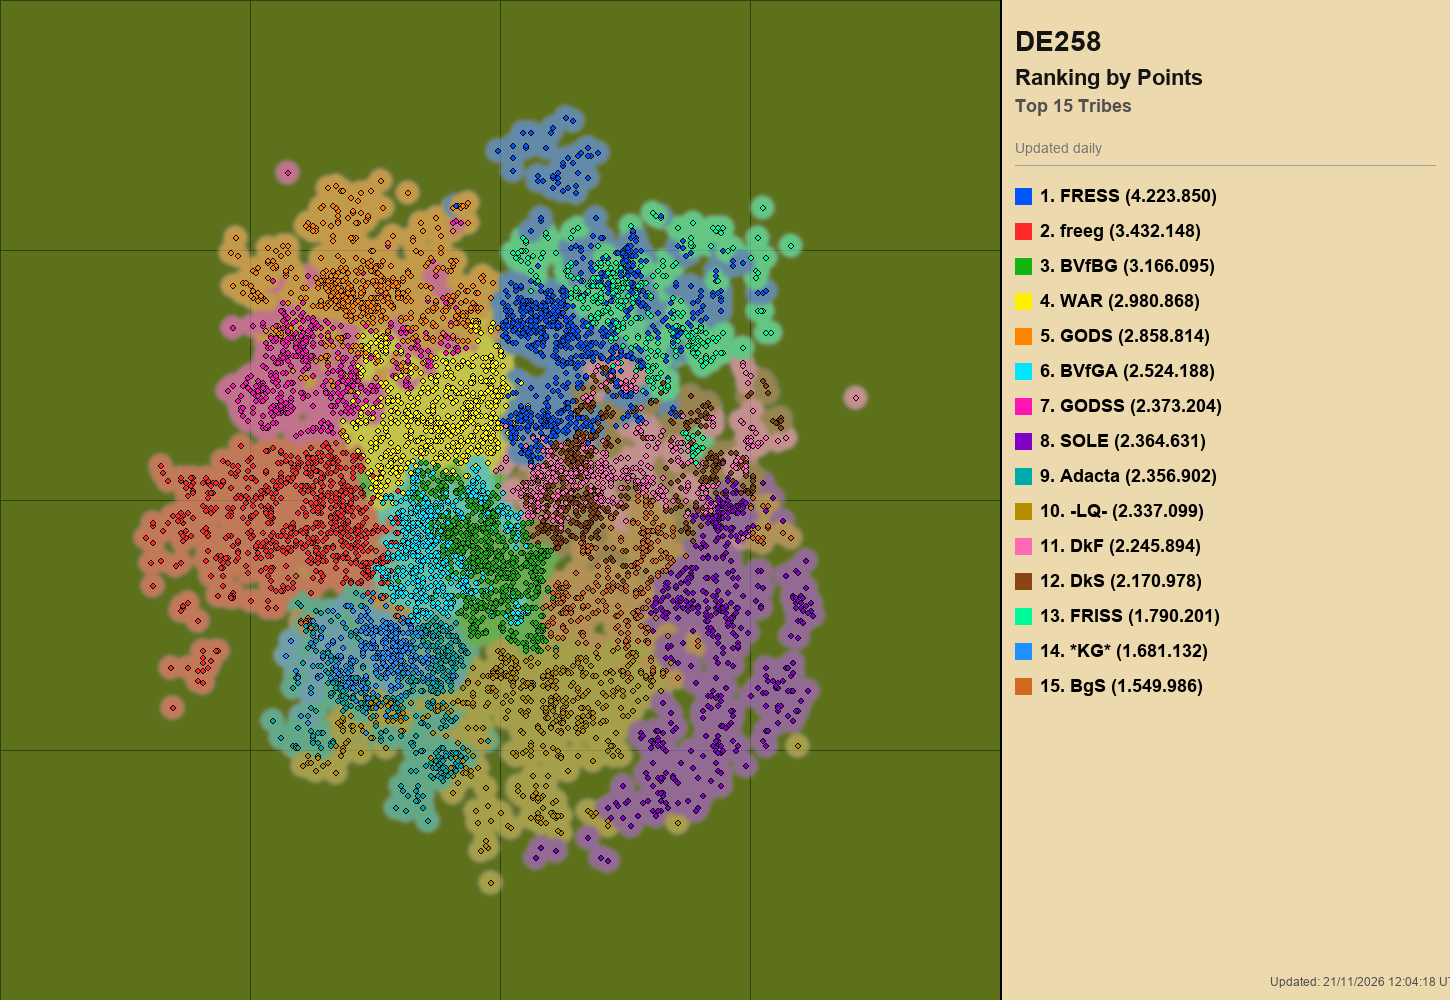 DE258
Ranking by Points
Top 15 Tribes
Updated daily
1. FRESS (4.223.850)
2. freeg (3.432.148)
3. BVfBG (3.166.095)
4. WAR (2.980.868)
5. GODS (2.858.814)
6. BVfGA (2.524.188)
7. GODSS (2.373.204)
8. SOLE (2.364.631)
9. Adacta (2.356.902)
10. -LQ- (2.337.099)
11. DkF (2.245.894)
12. DkS (2.170.978)
13. FRISS (1.790.201)
14. *KG* (1.681.132)
15. BgS (1.549.986)
Updated: 21/11/2026 12:04:18